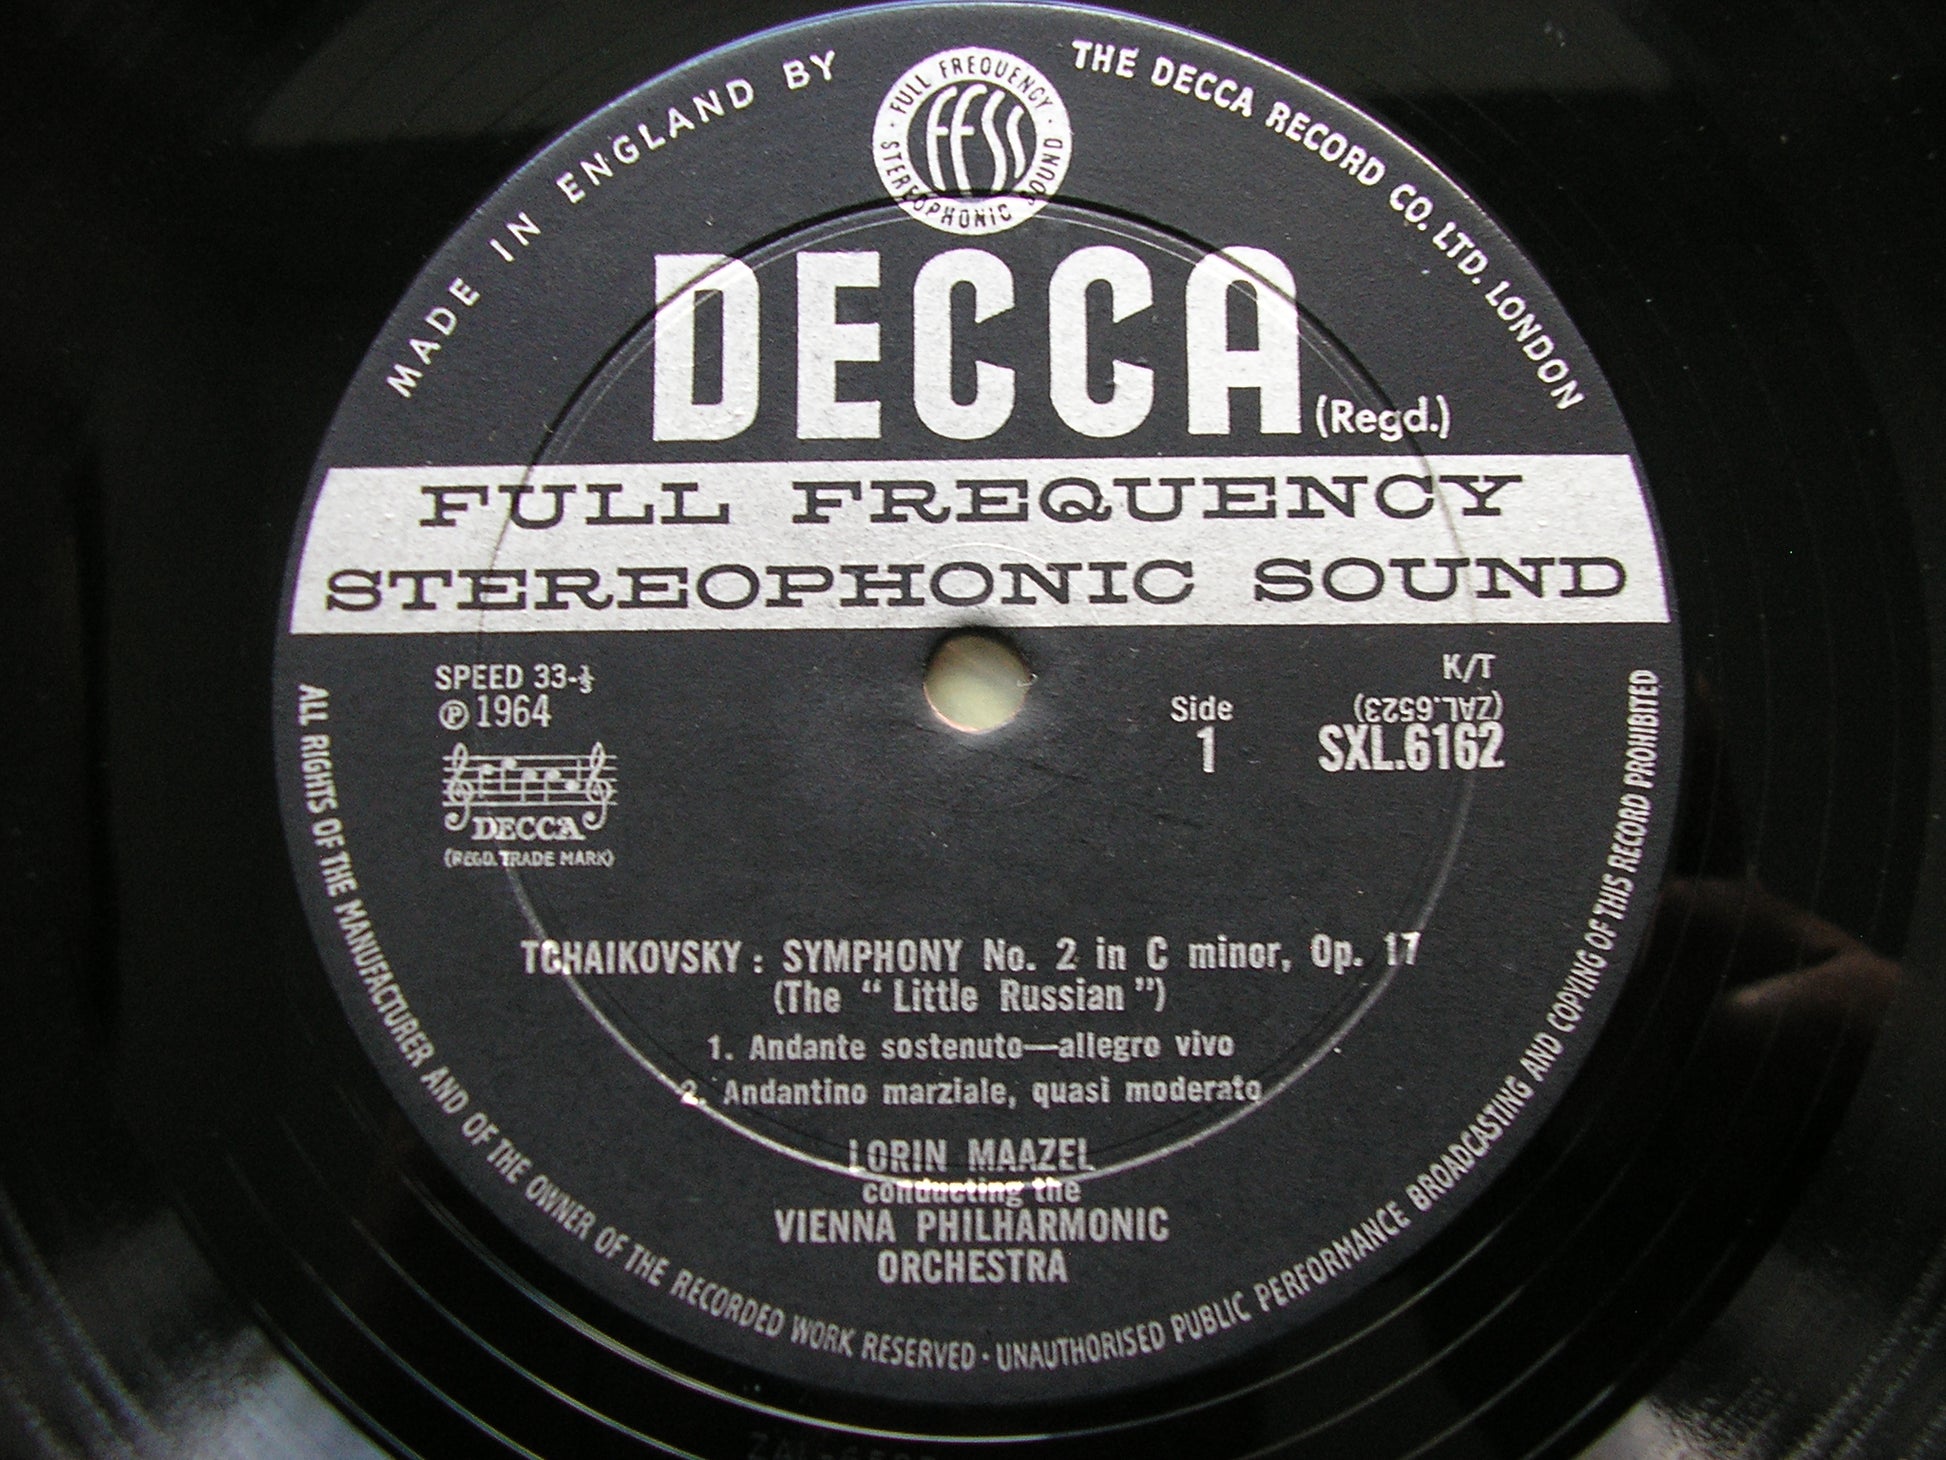 MADE IN ENGLAND BY
THE DECCA RECORD CO. LTD. LONDON
· FULL FREQUENCY ·
STEREOPHONIC SOUND
FFSS
DECCA (Regd.)
FULL FREQUENCY
STEREOPHONIC SOUND
SPEED 33-⅓
℗ 1964
DECCA
(REGD. TRADE MARK)
K/T
(ZAL.6523)
Side
1
SXL.6162
TCHAIKOVSKY : SYMPHONY No. 2 in C minor, Op. 17
(The “ Little Russian ”)
1. Andante sostenuto—allegro vivo
2. Andantino marziale, quasi moderato
LORIN MAAZEL
conducting the
VIENNA PHILHARMONIC
ORCHESTRA
ALL RIGHTS OF THE MANUFACTURER AND OF THE OWNER OF THE RECORDED WORK RESERVED · UNAUTHORISED PUBLIC PERFORMANCE BROADCASTING AND COPYING OF THIS RECORD PROHIBITED